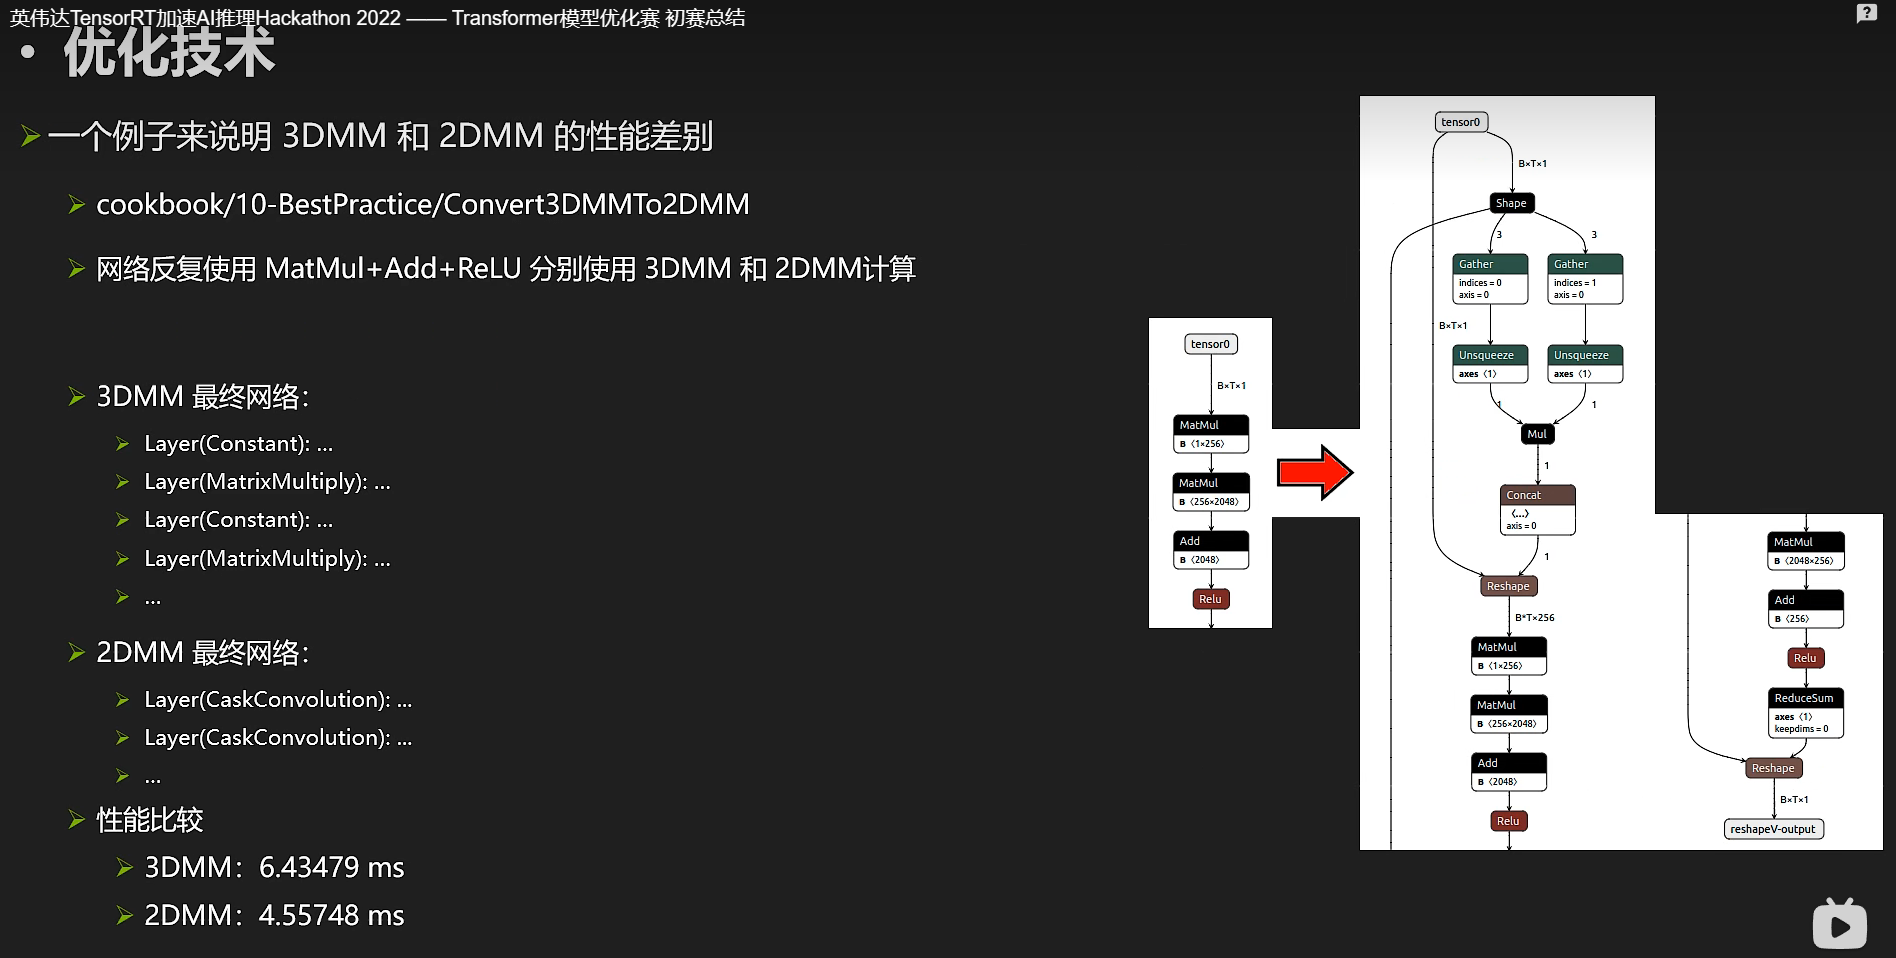 英伟达TensorRT加速AI推理Hackathon 2022 —— Transformer模型优化赛 初赛总结
• 优化技术
一个例子来说明 3DMM 和 2DMM 的性能差别
cookbook/10-BestPractice/Convert3DMMTo2DMM
网络反复使用 MatMul+Add+ReLU 分别使用 3DMM 和 2DMM计算
3DMM 最终网络：
Layer(Constant): ...
Layer(MatrixMultiply): ...
Layer(Constant): ...
Layer(MatrixMultiply): ...
...
2DMM 最终网络：
Layer(CaskConvolution): ...
Layer(CaskConvolution): ...
...
性能比较
3DMM：6.43479 ms
2DMM：4.55748 ms
tensor0
B×T×1
MatMul
B ⟨1×256⟩
MatMul
B ⟨256×2048⟩
Add
B ⟨2048⟩
Relu
tensor0
B×T×1
Shape
3
3
Gather
indices = 0
axis = 0
Gather
indices = 1
axis = 0
B×T×1
Unsqueeze
axes ⟨1⟩
Unsqueeze
axes ⟨1⟩
1
1
Mul
1
Concat
⟨...⟩
axis = 0
1
Reshape
B*T×256
MatMul
B ⟨1×256⟩
MatMul
B ⟨256×2048⟩
Add
B ⟨2048⟩
Relu
MatMul
B ⟨2048×256⟩
Add
B ⟨256⟩
Relu
ReduceSum
axes ⟨1⟩
keepdims = 0
Reshape
B×T×1
reshapeV-output
?